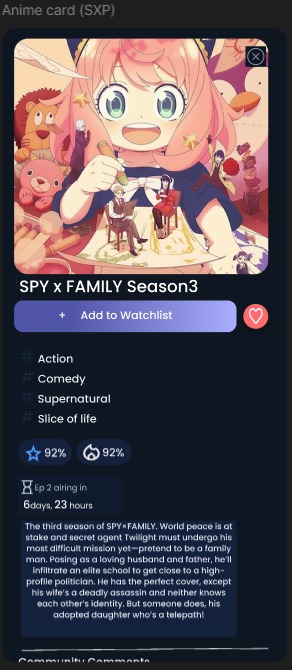 Anime card (SXP)
SPY x FAMILY Season3
+ Add to Watchlist
# Action
# Comedy
# Supernatural
# Slice of life
92% 92%
Ep 2 airing in
6days, 23 hours
The third season of SPY×FAMILY. World peace is at
stake and secret agent Twilight must undergo his
most difficult mission yet—pretend to be a family
man. Posing as a loving husband and father, he'll
infiltrate an elite school to get close to a high-
profile politician. He has the perfect cover, except
his wife's a deadly assassin and neither knows
each other's identity. But someone does, his
adopted daughter who's a telepath!
Community Comments